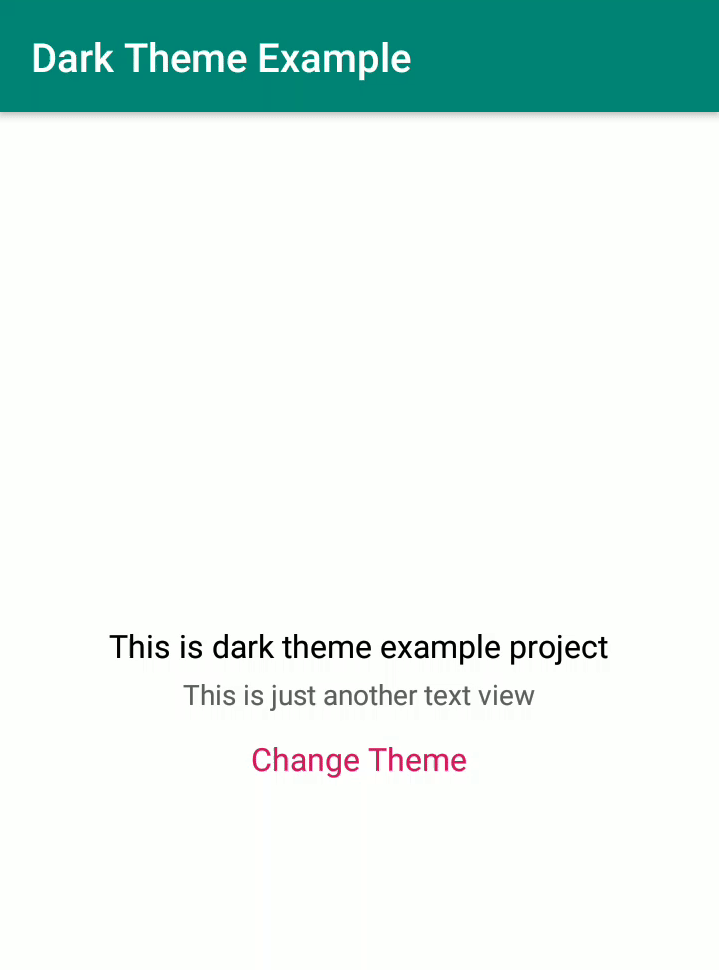 Dark Theme Example
This is dark theme example project
This is just another text view
Change Theme